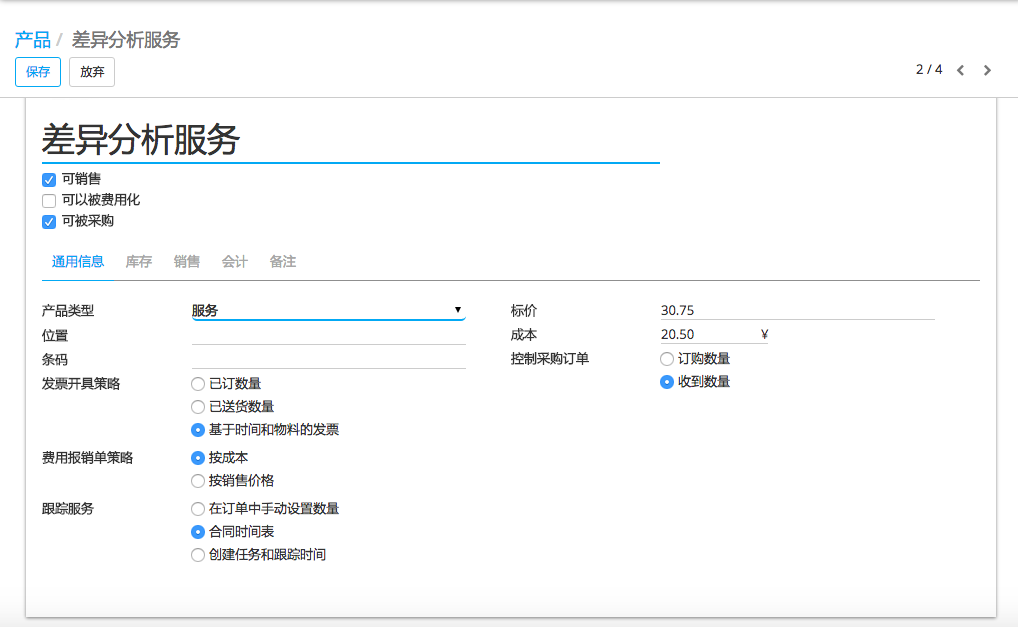 产品 / 差异分析服务
保存 放弃
2 / 4
差异分析服务
可销售
可以被费用化
可被采购
通用信息 库存 销售 会计 备注
产品类型 服务
位置
条码
发票开具策略 已订数量
已送货数量
基于时间和物料的发票
费用报销单策略 按成本
按销售价格
跟踪服务 在订单中手动设置数量
合同时间表
创建任务和跟踪时间
标价 30.75
成本 20.50 ¥
控制采购订单 订购数量
收到数量